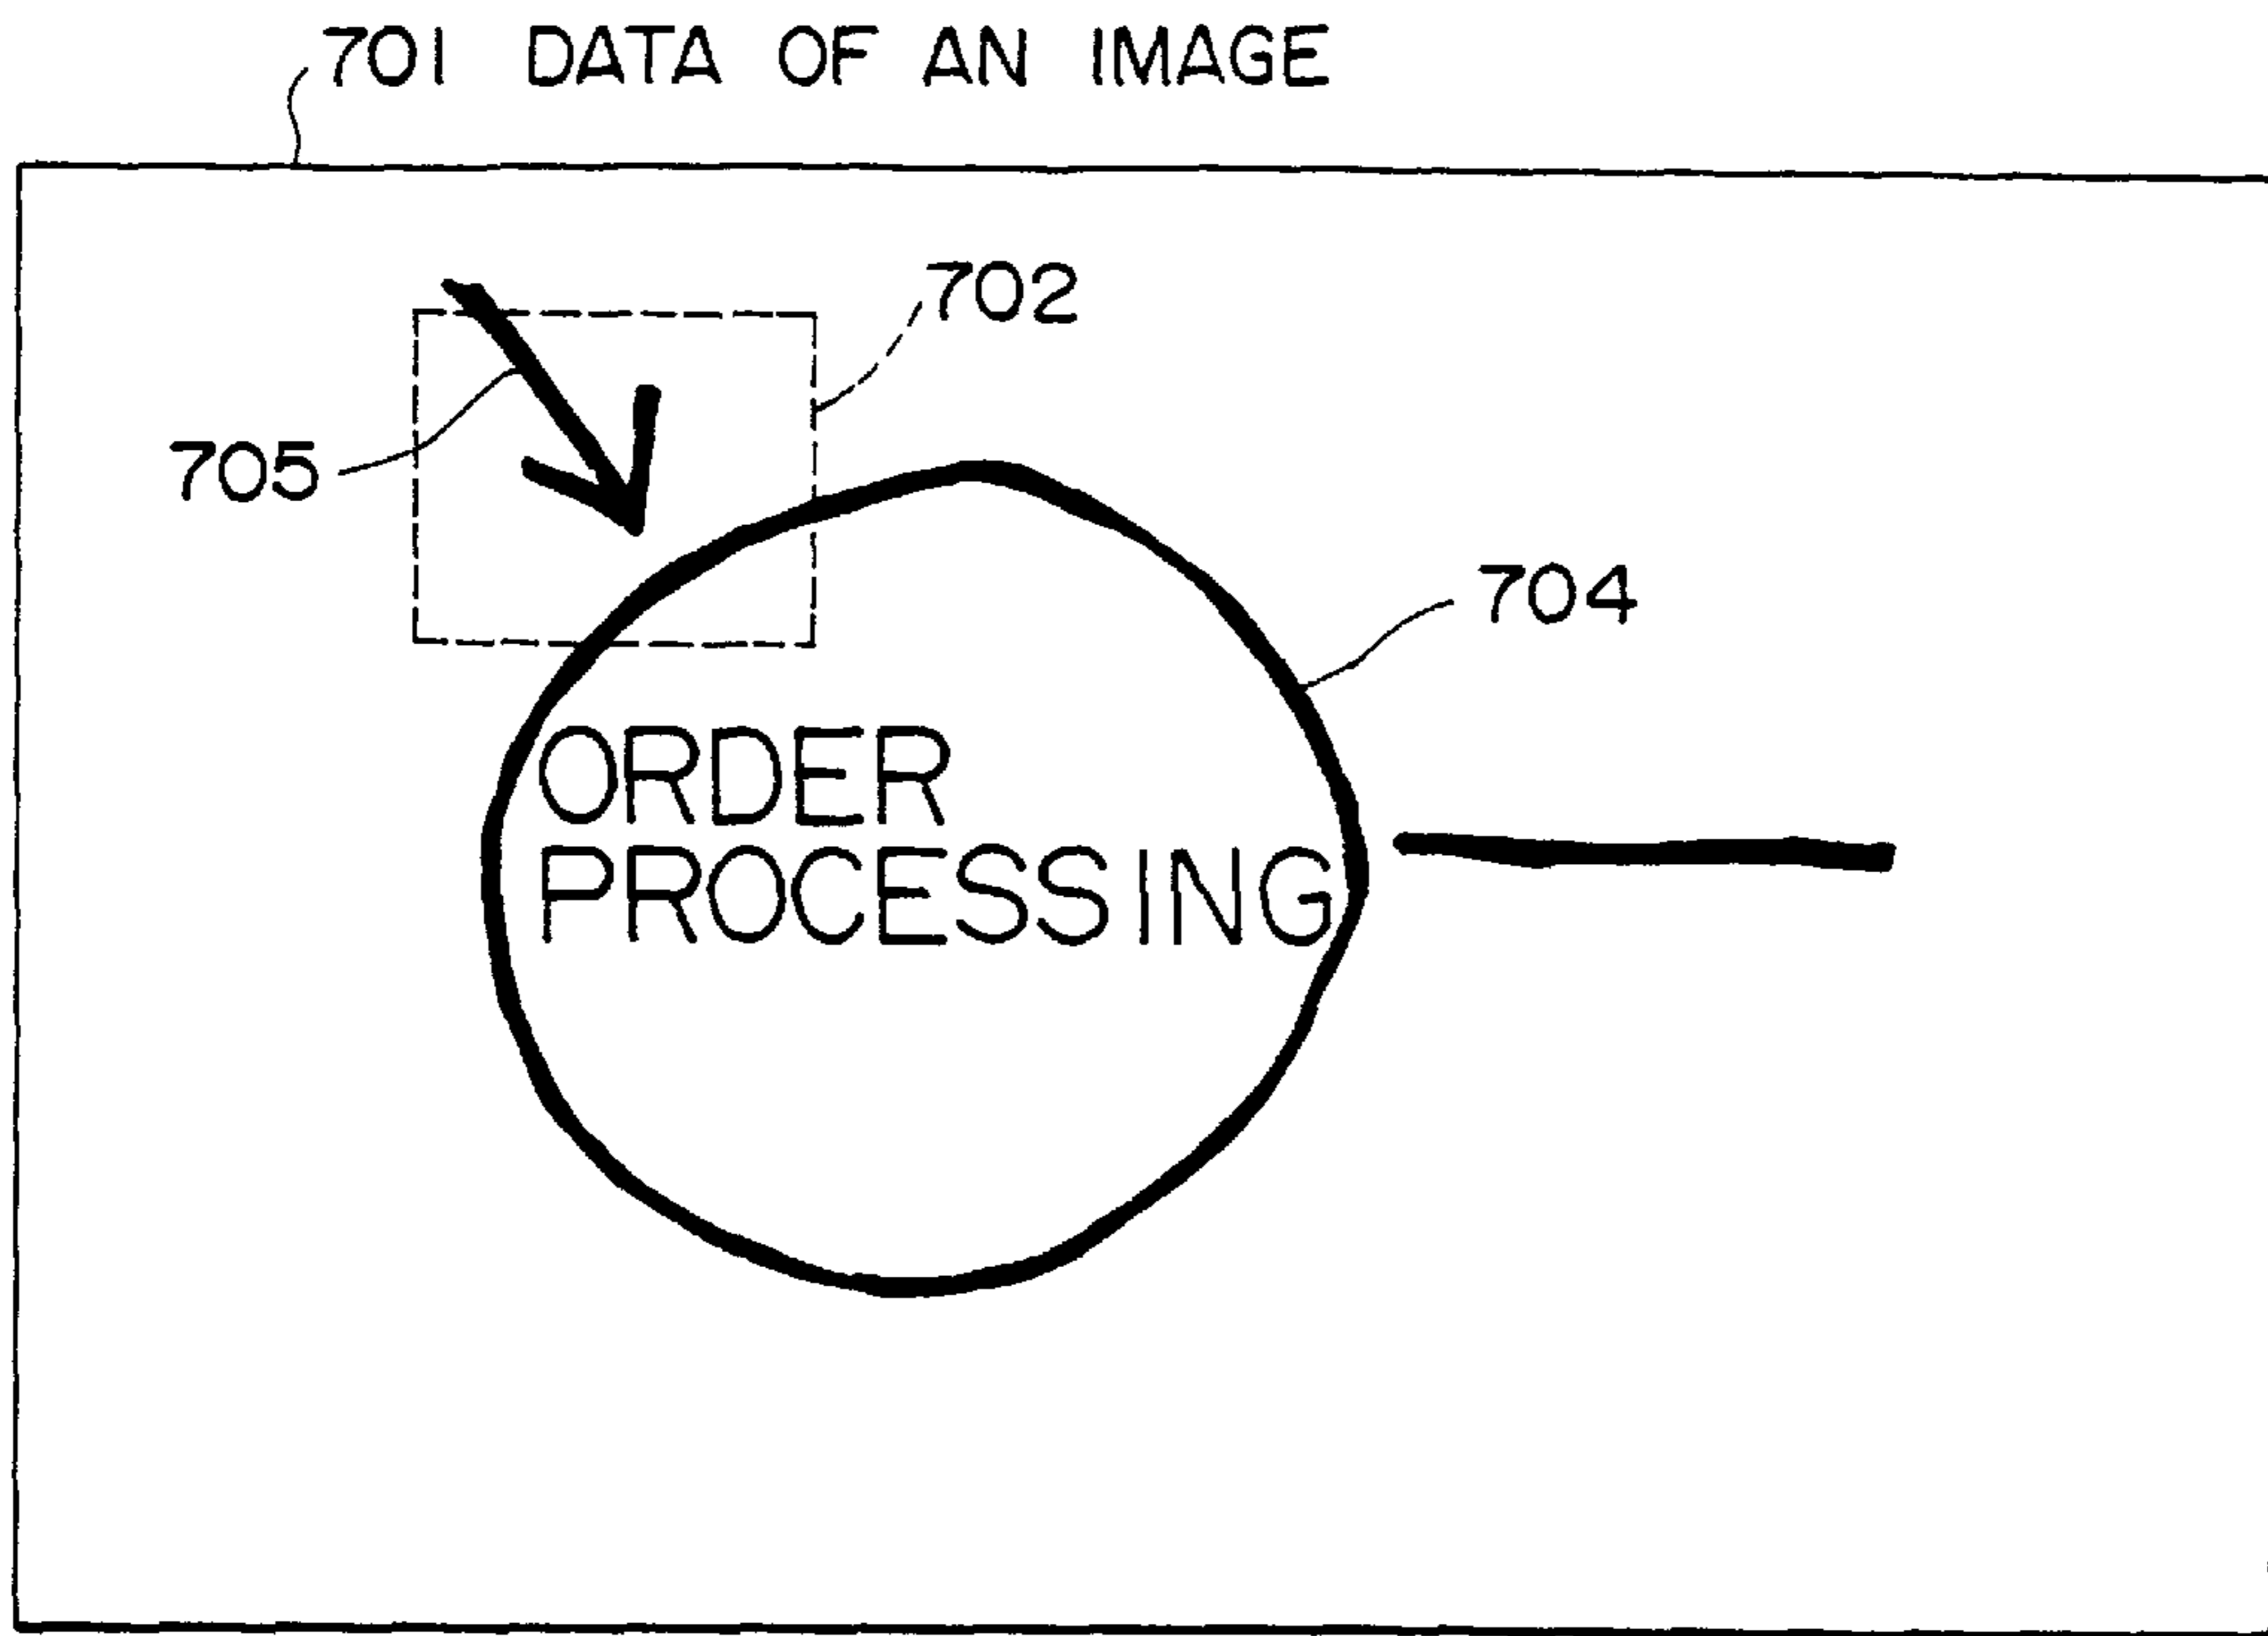 701 DATA OF AN IMAGE
702
705
704
ORDER
PROCESSING